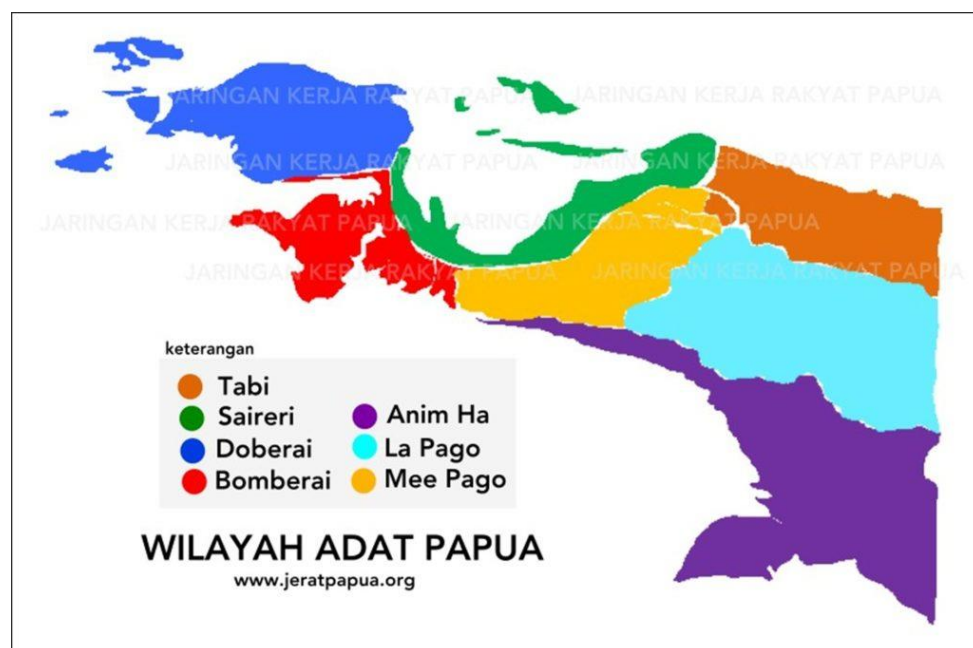 JARINGAN KERJA RAKYAT PAPUA JARINGAN KERJA RAKYAT PAPUA
JARINGAN KERJA RAKYAT PAPUA JARINGAN KERJA RAKYAT PAPUA
JARINGAN KERJA RAKYAT PAPUA JARINGAN KERJA RAKYAT PAPUA
JARINGAN KERJA RAKYAT PAPUA JARINGAN KERJA RAKYAT PAPUA
keterangan
Tabi
Saireri
Doberai
Bomberai
Anim Ha
La Pago
Mee Pago
WILAYAH ADAT PAPUA
www.jeratpapua.org